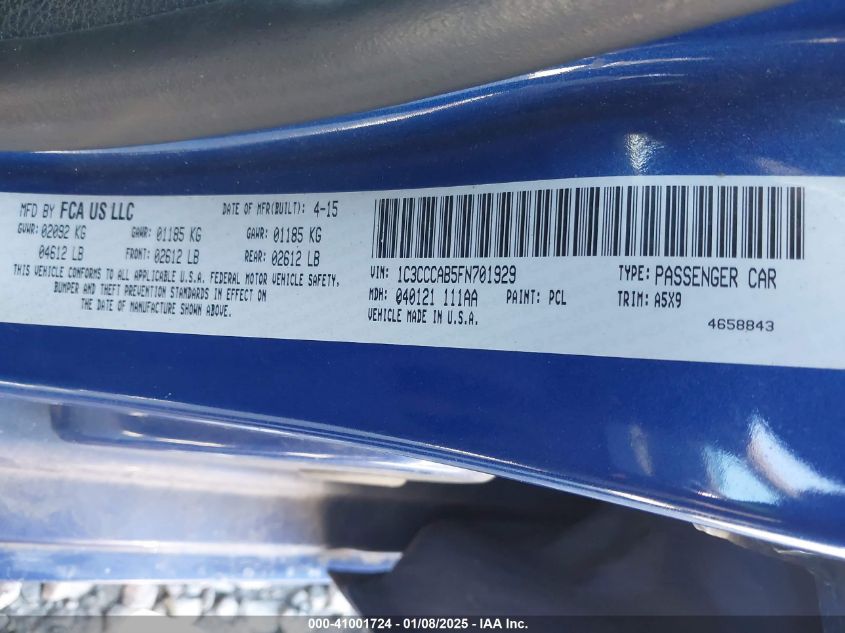 MFD BY FCA US LLC DATE OF MFR(BUILT): 4-15
GVWR: 02092 KG GAWR: 01185 KG GAWR: 01185 KG
04612 LB FRONT: 02612 LB REAR: 02612 LB
THIS VEHICLE CONFORMS TO ALL APPLICABLE U.S.A. FEDERAL MOTOR VEHICLE SAFETY,
BUMPER AND THEFT PREVENTION STANDARDS IN EFFECT ON
THE DATE OF MANUFACTURE SHOWN ABOVE.
VIN: 1C3CCCAB5FN701929 TYPE: PASSENGER CAR
MDH: 040121 111AA PAINT: PCL TRIM: A5X9
VEHICLE MADE IN U.S.A.
4658843
000-41001724 - 01/08/2025 - IAA Inc.